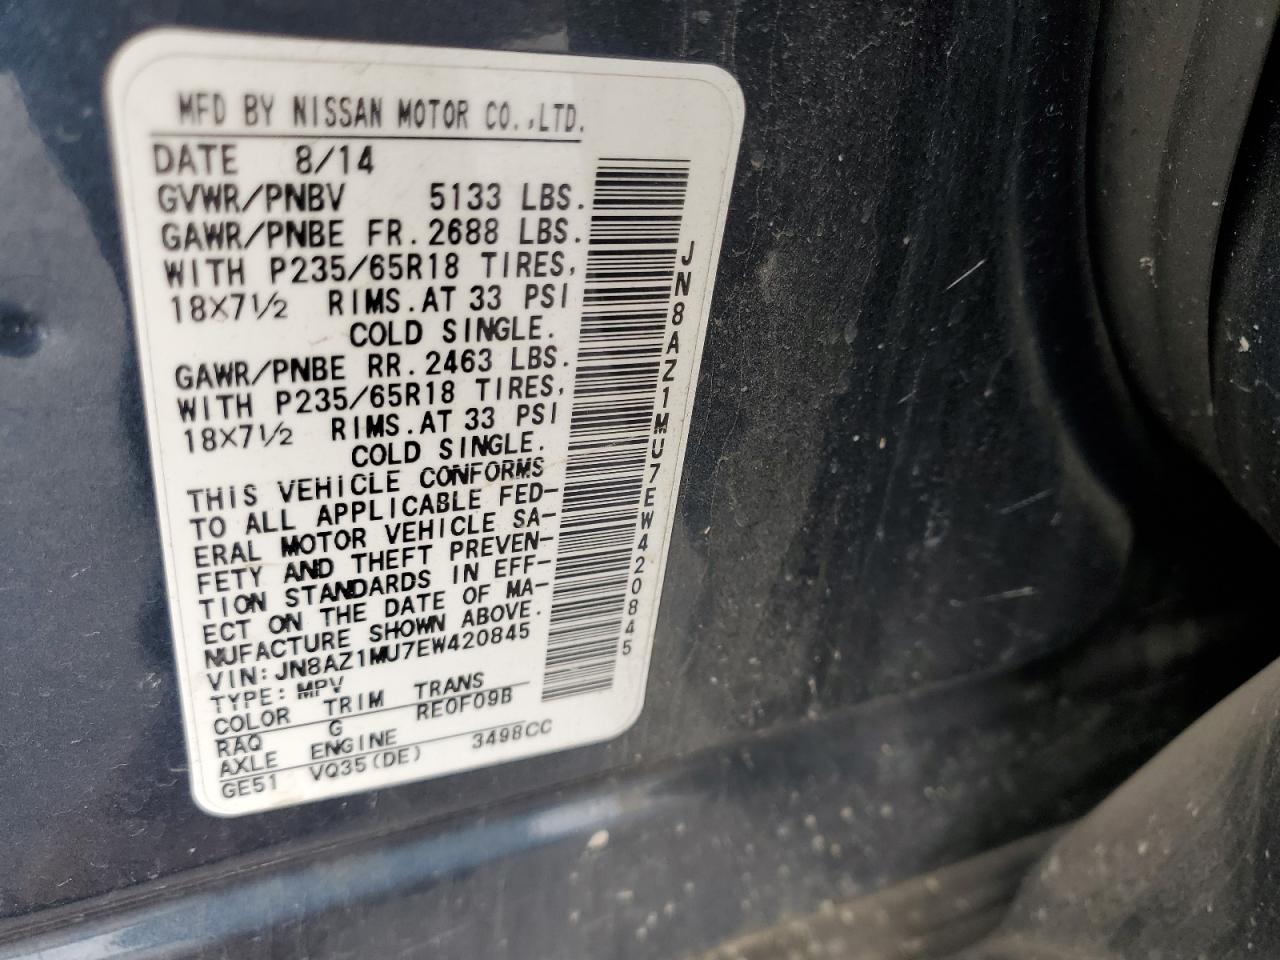 MFD BY NISSAN MOTOR CO.,LTD.
DATE 8/14
GVWR/PNBV 5133 LBS.
GAWR/PNBE FR.2688 LBS.
WITH P235/65R18 TIRES,
18X7½ RIMS.AT 33 PSI
COLD SINGLE.
GAWR/PNBE RR.2463 LBS.
WITH P235/65R18 TIRES,
18X7½ RIMS.AT 33 PSI
COLD SINGLE.
THIS VEHICLE CONFORMS
TO ALL APPLICABLE FED-
ERAL MOTOR VEHICLE SA-
FETY AND THEFT PREVEN-
TION STANDARDS IN EFF-
ECT ON THE DATE OF MA-
NUFACTURE SHOWN ABOVE.
VIN:JN8AZ1MU7EW420845
TYPE:MPV
COLOR TRIM TRANS
RAQ G RE0F09B
AXLE ENGINE
GE51 VQ35(DE) 3498CC
JN8AZ1MU7EW420845